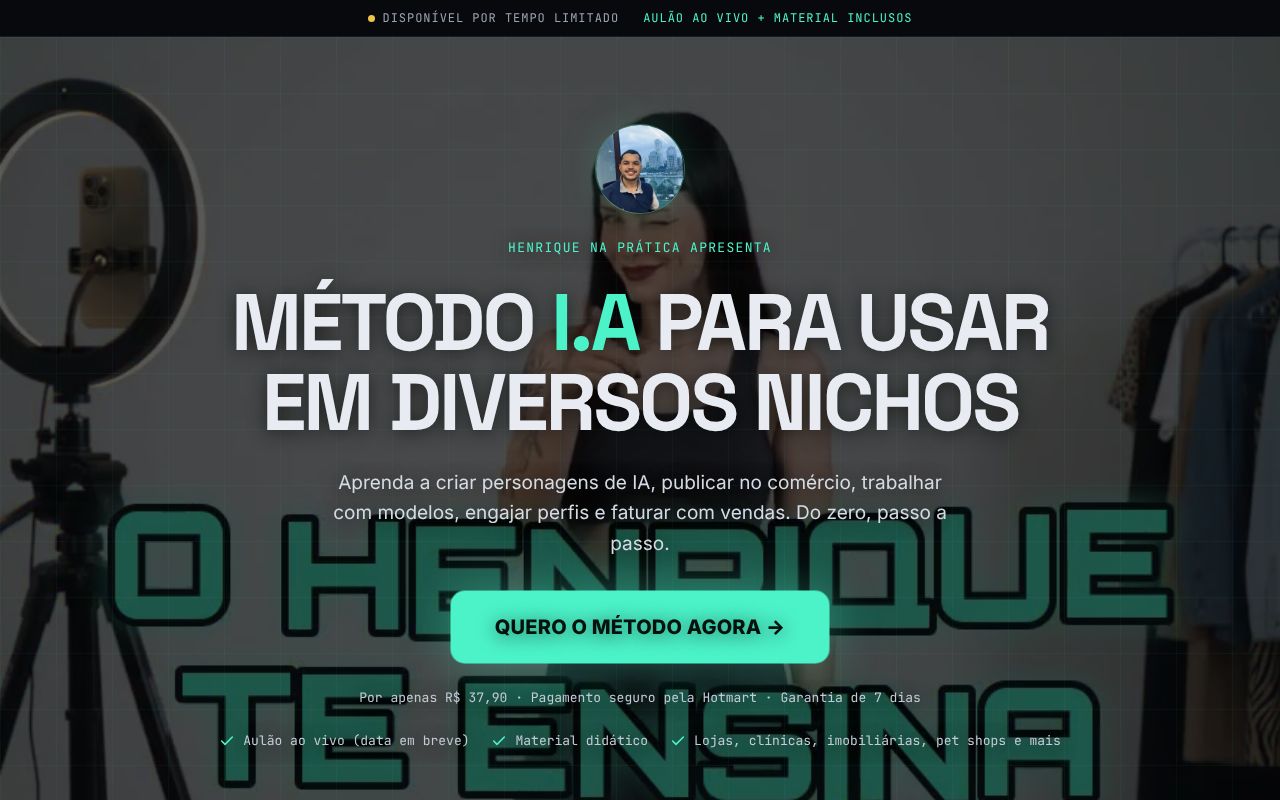 DISPONÍVEL POR TEMPO LIMITADO AULÃO AO VIVO + MATERIAL INCLUSOS
HENRIQUE NA PRÁTICA APRESENTA
MÉTODO I.A PARA USAR
EM DIVERSOS NICHOS
Aprenda a criar personagens de IA, publicar no comércio, trabalhar
com modelos, engajar perfis e faturar com vendas. Do zero, passo a
passo.
O HENRIQUE
QUERO O MÉTODO AGORA →
TE ENSINA
Por apenas R$ 37,90 · Pagamento seguro pela Hotmart · Garantia de 7 dias
✓ Aulão ao vivo (data em breve) ✓ Material didático ✓ Lojas, clínicas, imobiliárias, pet shops e mais